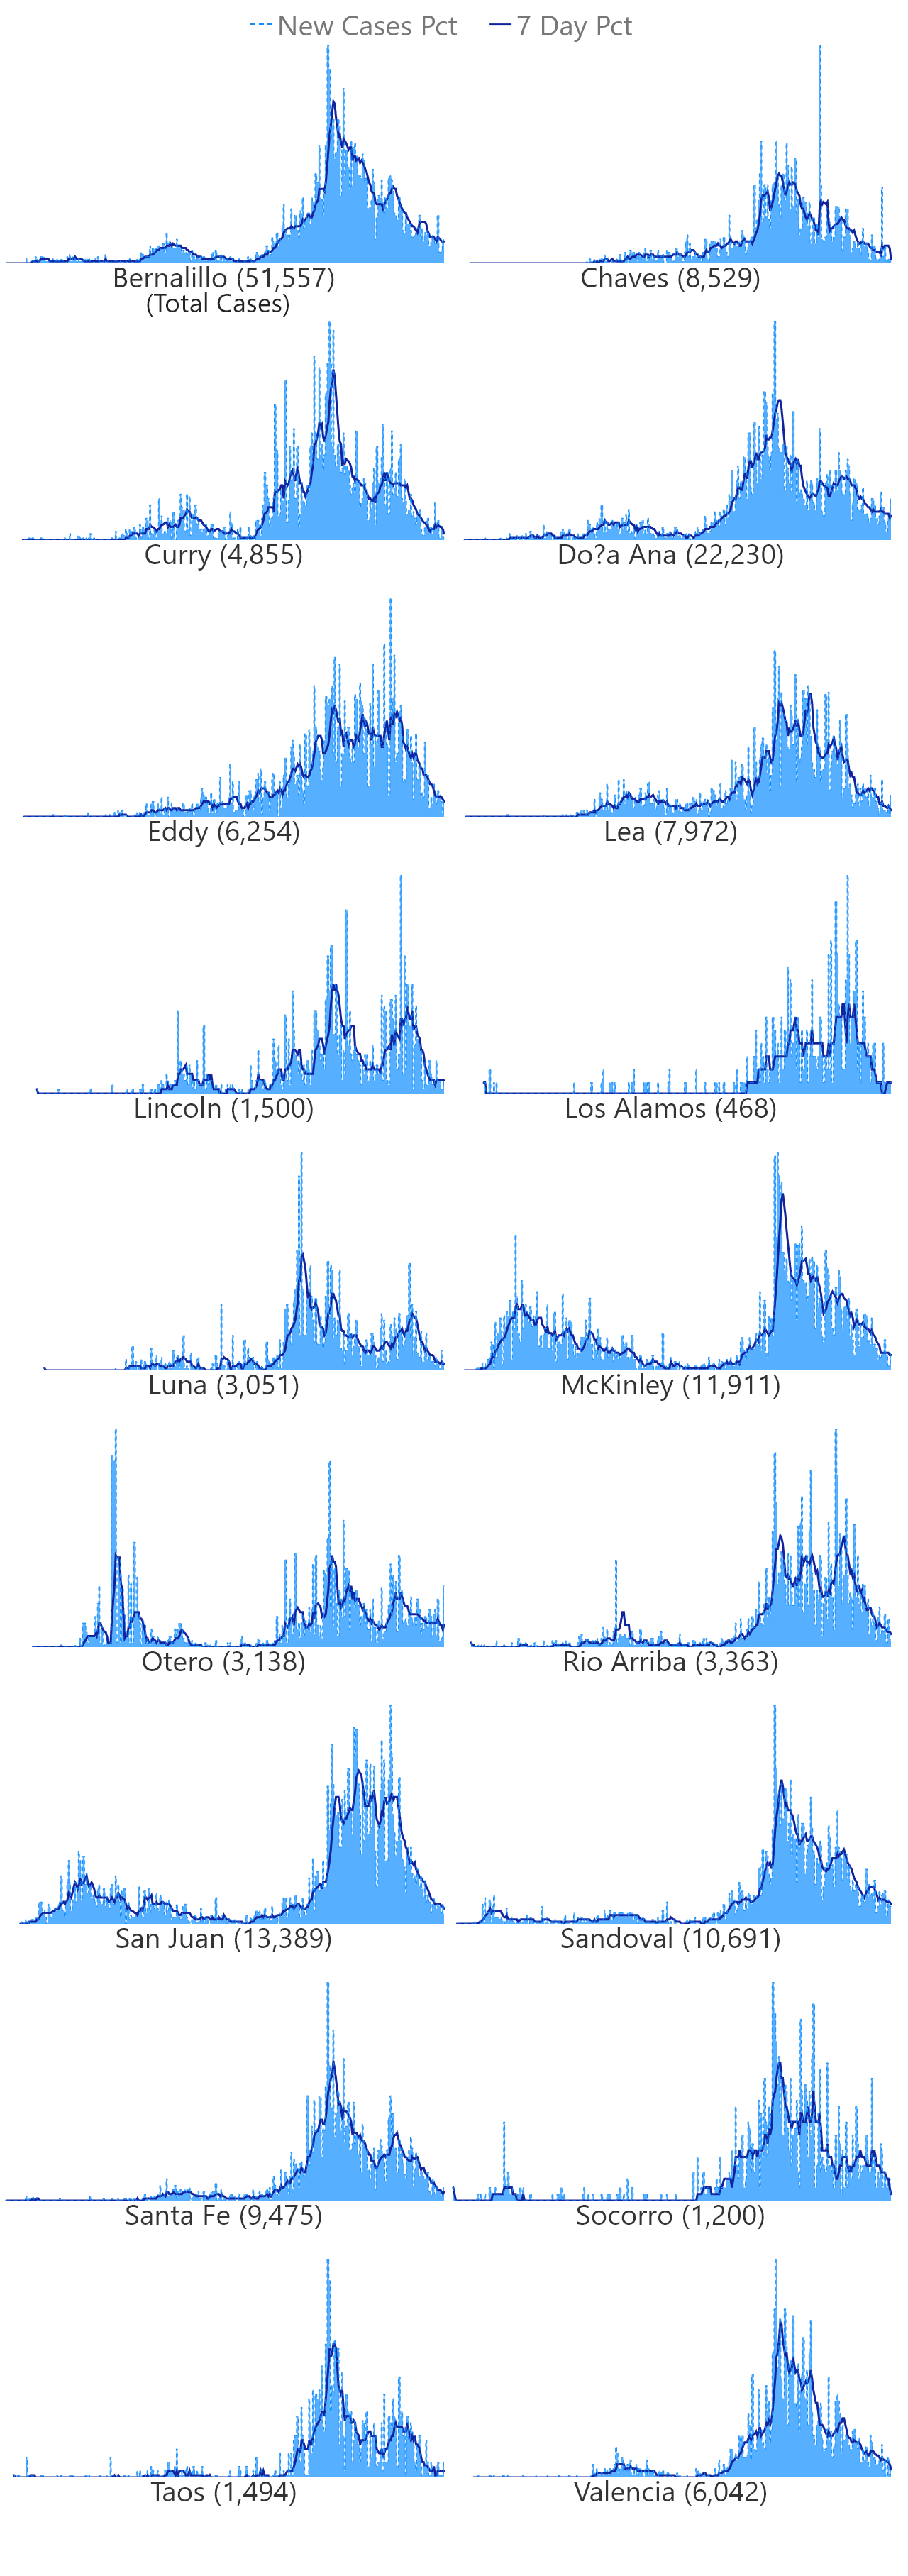 New Cases Pct 7 Day Pct
Bernalillo (51,557) Chaves (8,529)
(Total Cases)
Curry (4,855) Do?a Ana (22,230)
Eddy (6,254) Lea (7,972)
Lincoln (1,500) Los Alamos (468)
Luna (3,051) McKinley (11,911)
Otero (3,138) Rio Arriba (3,363)
San Juan (13,389) Sandoval (10,691)
Santa Fe (9,475) Socorro (1,200)
Taos (1,494) Valencia (6,042)